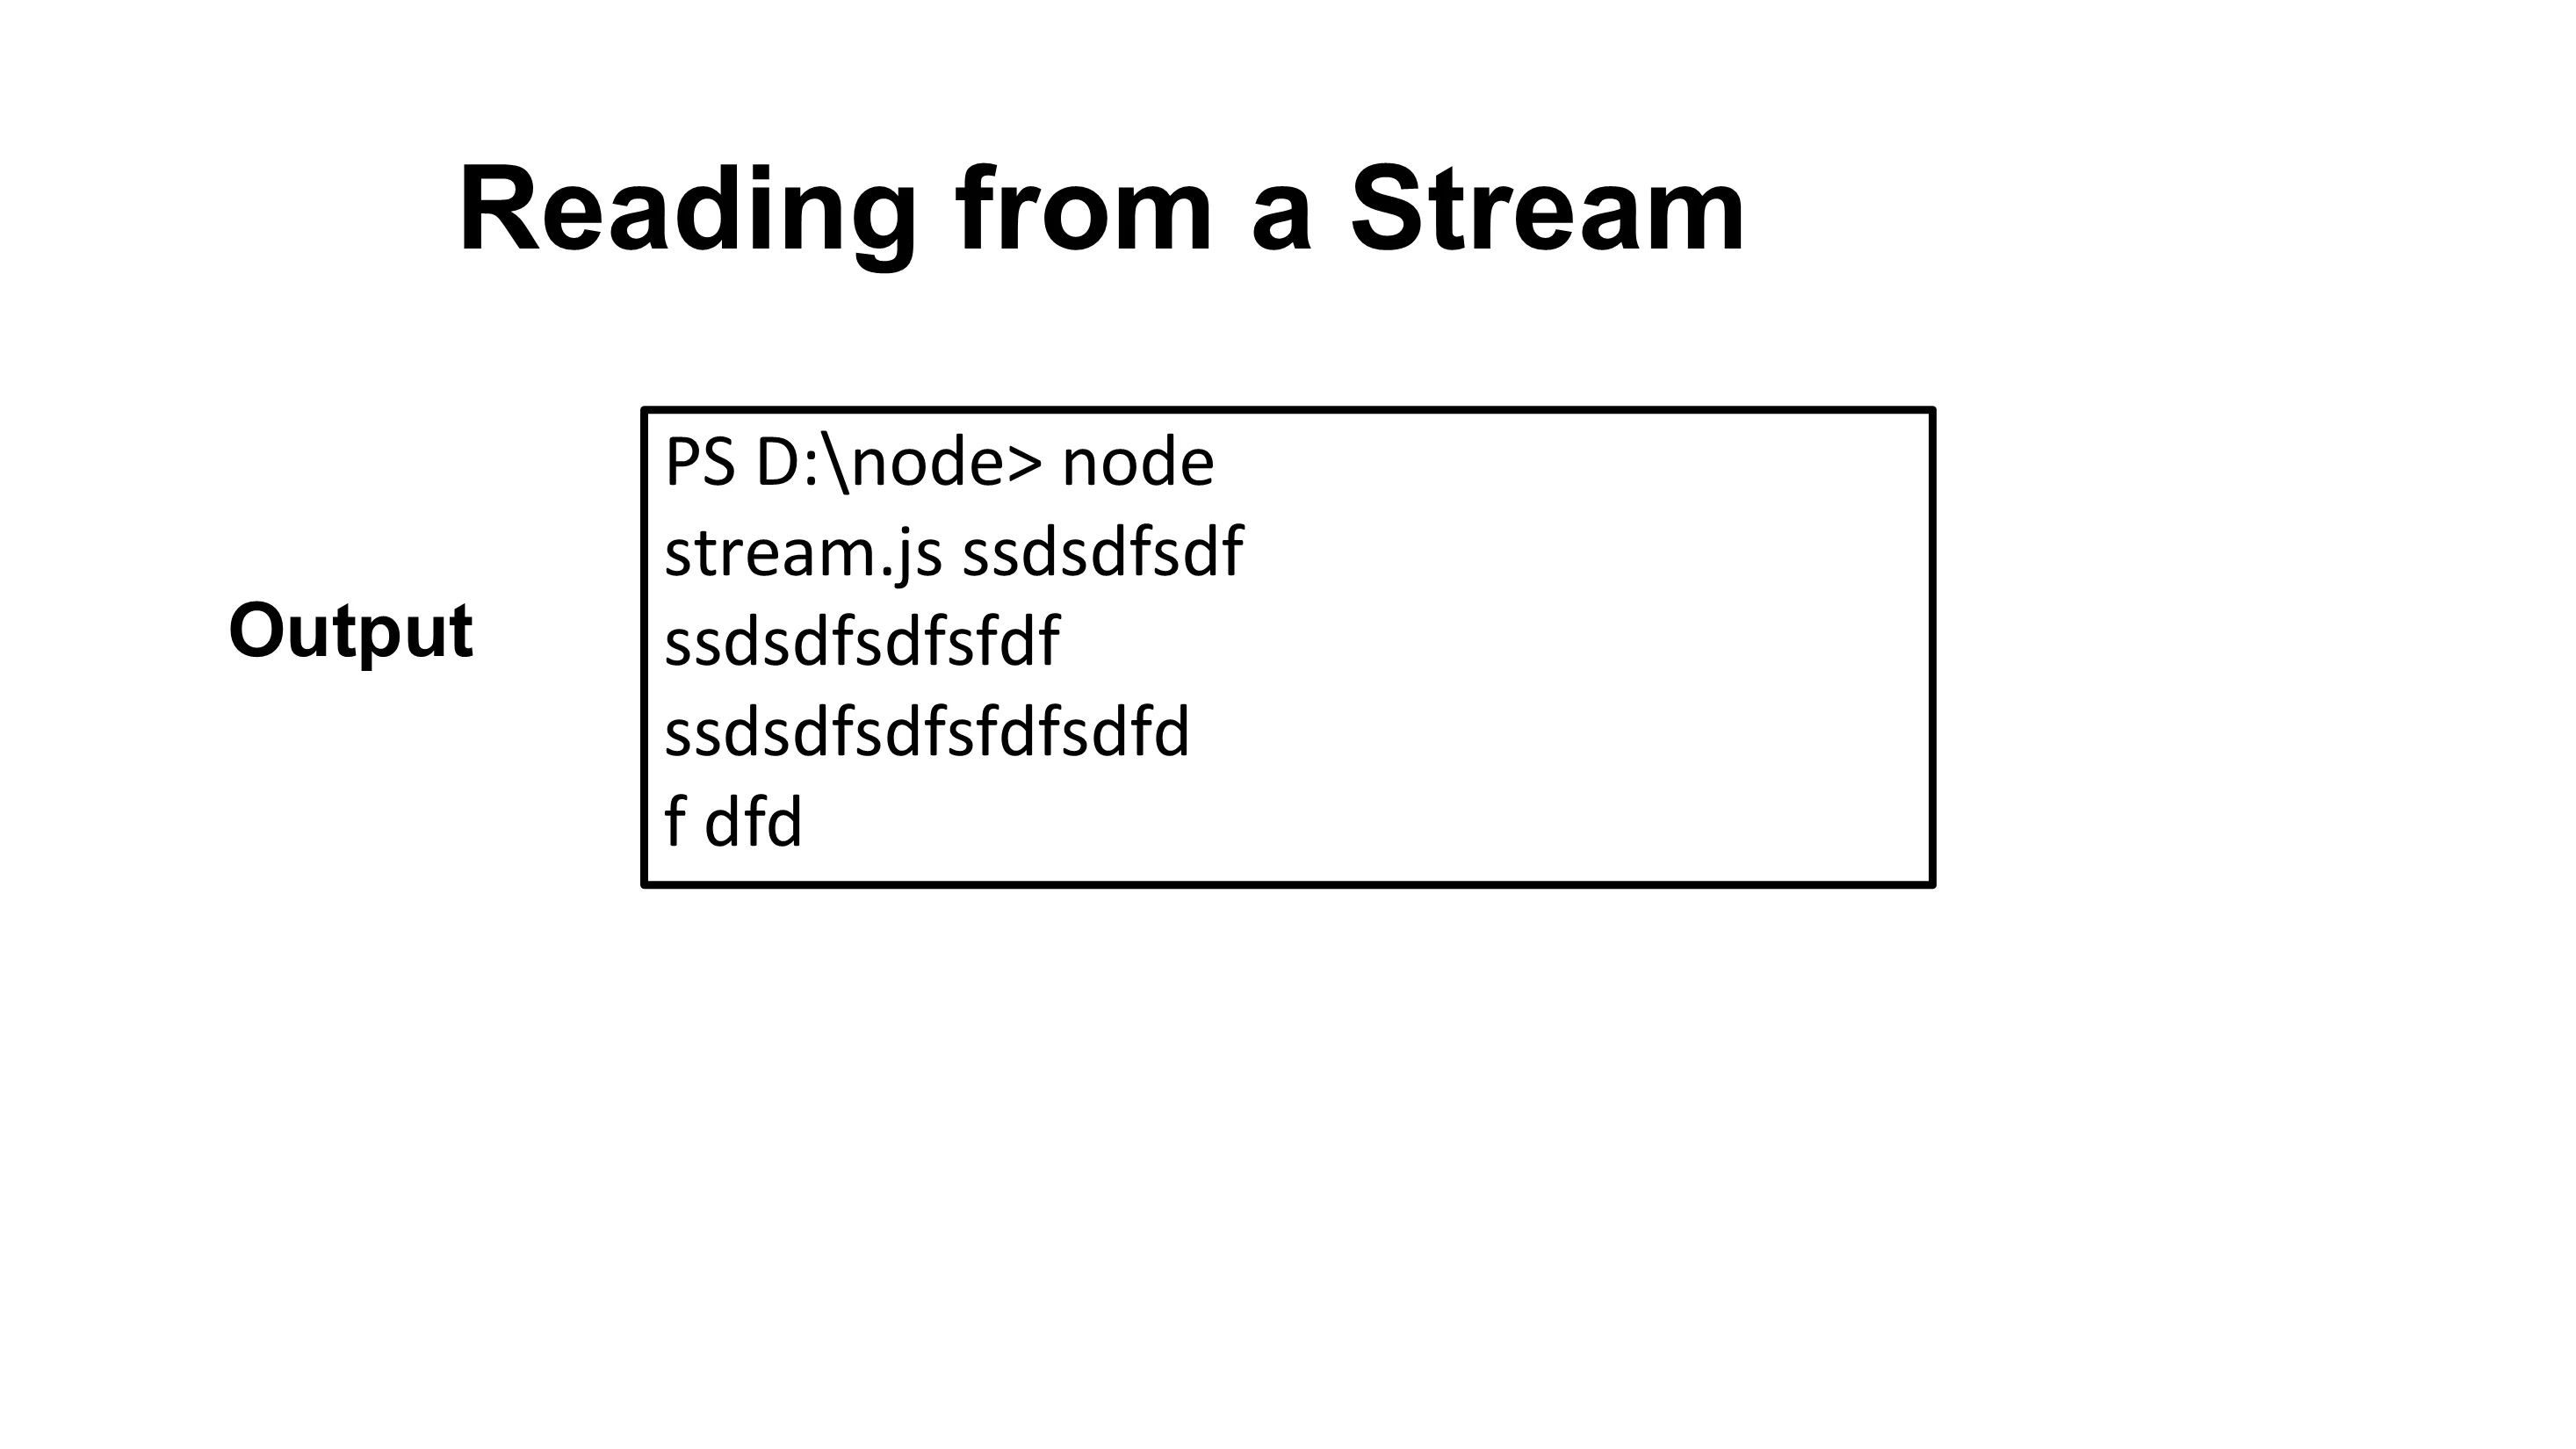 Reading from a Stream
Output
PS D:\node> node
stream.js ssdsdfsdf
ssdsdfsdfsfdf
ssdsdfsdfsfdfsdfd
f dfd